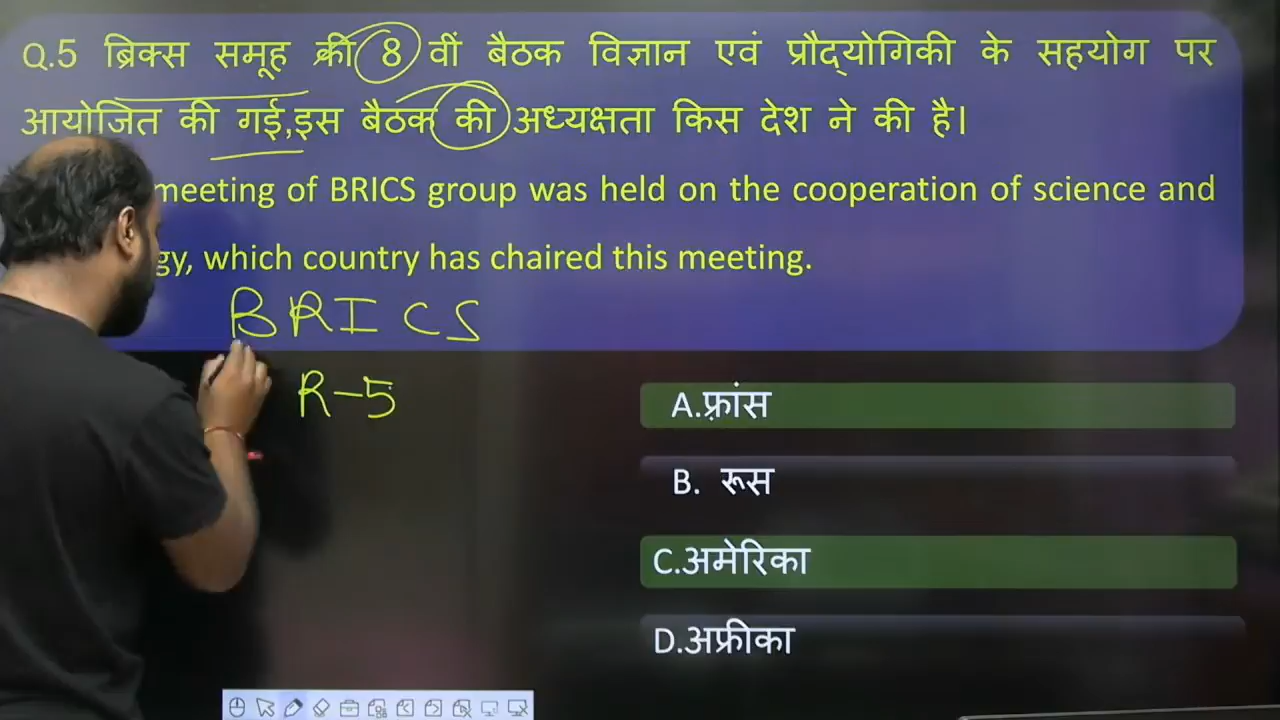 Q.5 ब्रिक्स समूह की 8 वीं बैठक विज्ञान एवं प्रौद्योगिकी के सहयोग पर
आयोजित की गई,इस बैठक की अध्यक्षता किस देश ने की है।
meeting of BRICS group was held on the cooperation of science and
gy, which country has chaired this meeting.
BRICS
R-5
A.फ्रांस
B. रूस
C.अमेरिका
D.अफ्रीका